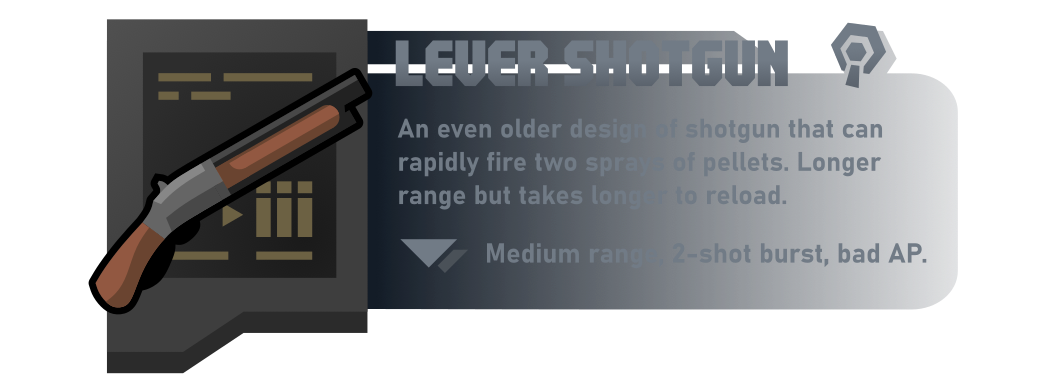 LEVER SHOTGUN
An even older design of shotgun that can
rapidly fire two sprays of pellets. Longer
range but takes longer to reload.
Medium range, 2-shot burst, bad AP.